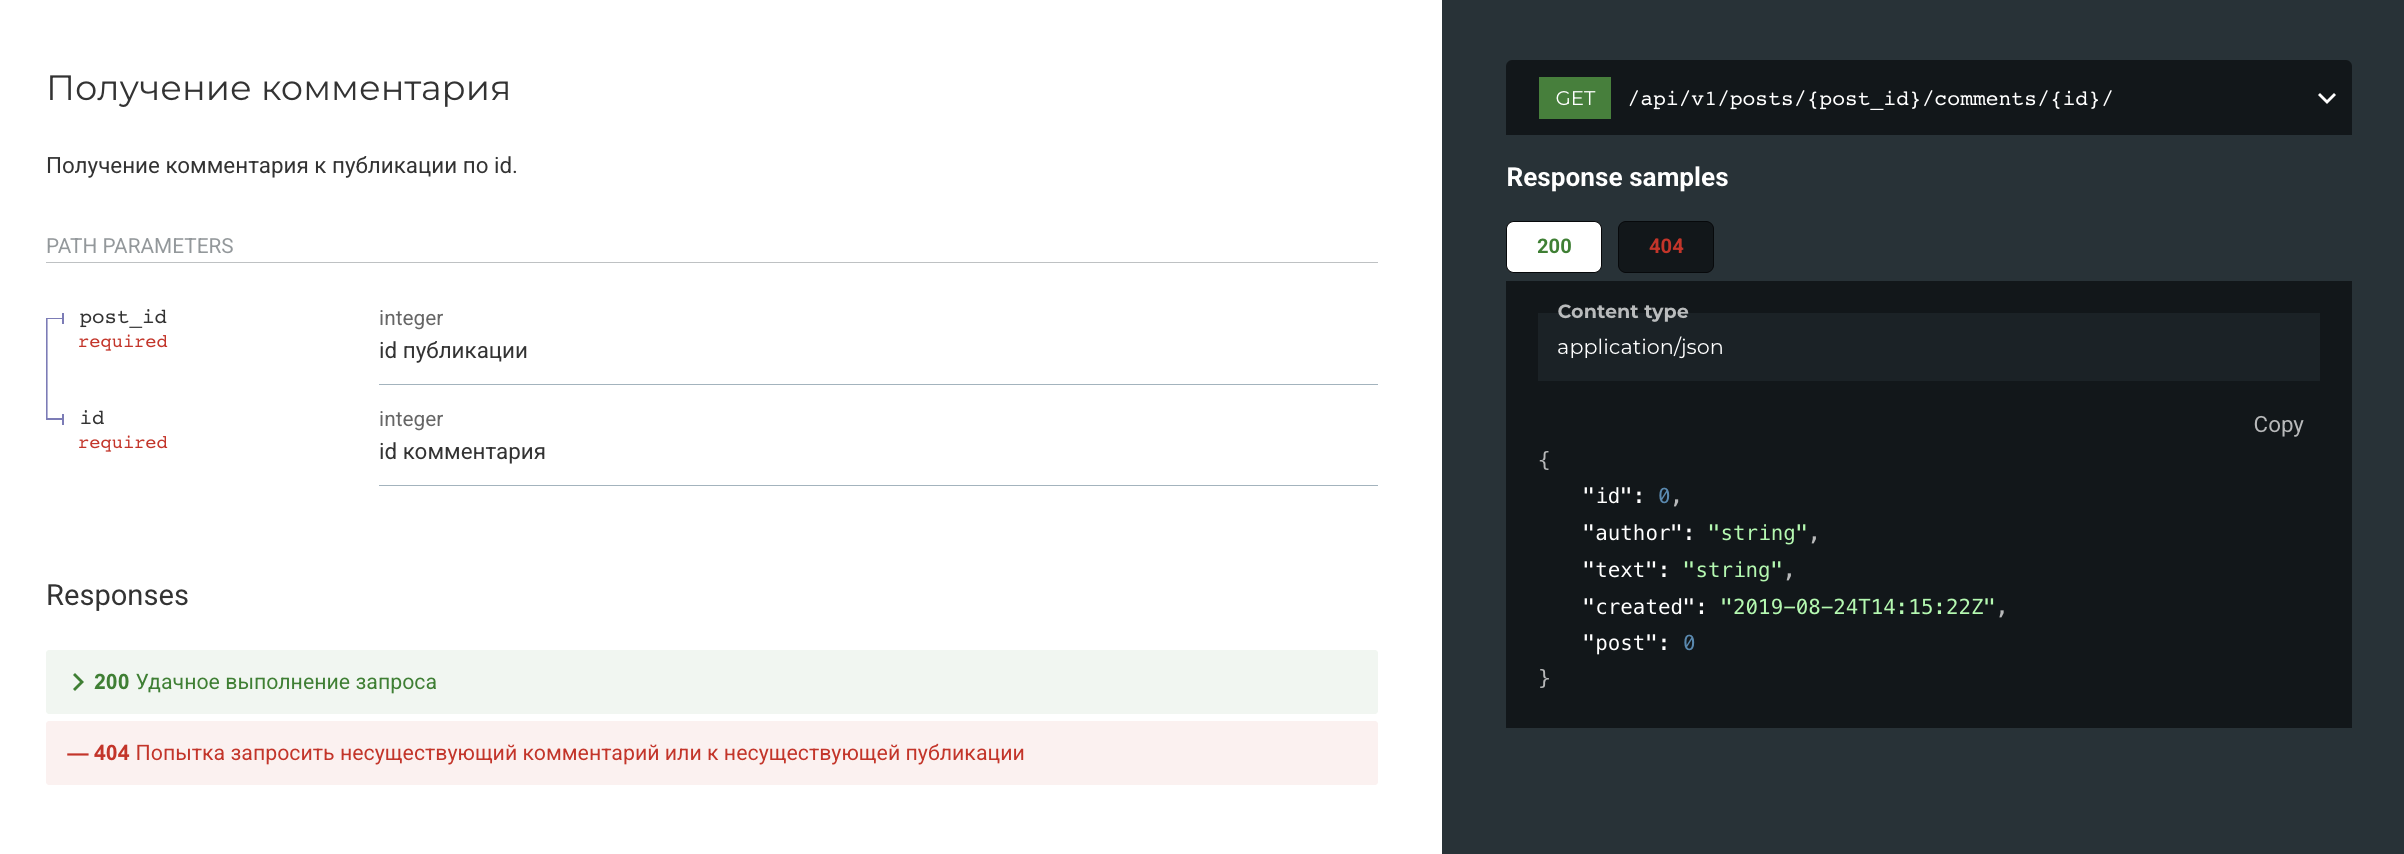 Получение комментария
Получение комментария к публикации по id.
PATH PARAMETERS
post_id
required
integer
id публикации
id
required
integer
id комментария
Responses
200 Удачное выполнение запроса
— 404 Попытка запросить несуществующий комментарий или к несуществующей публикации
GET /api/v1/posts/{post_id}/comments/{id}/
Response samples
200 404
Content type
application/json
Copy
{
"id": 0,
"author": "string",
"text": "string",
"created": "2019-08-24T14:15:22Z",
"post": 0
}